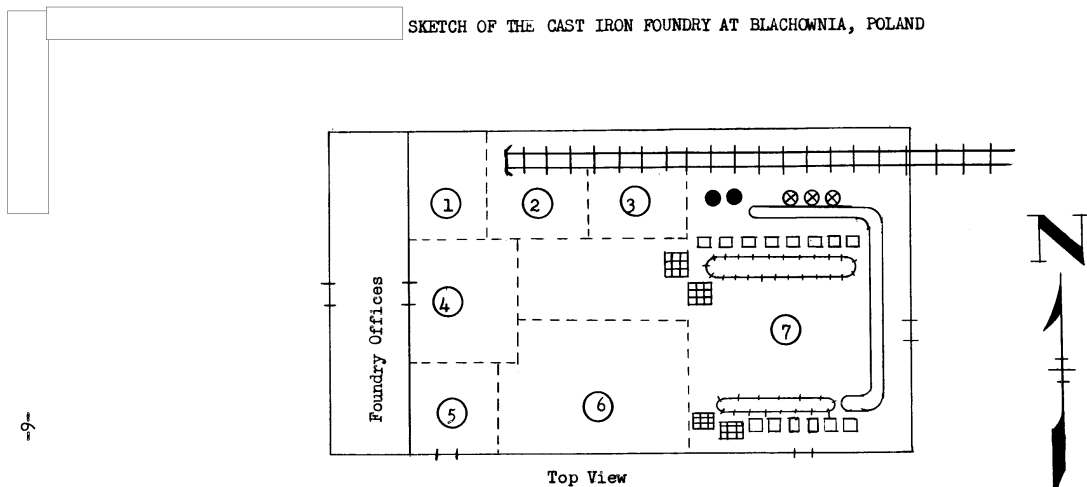 SKETCH OF THE CAST IRON FOUNDRY AT BLACHOWNIA, POLAND
1
2
3
4
Foundry Offices
7
5
6
-9-
N
Top View